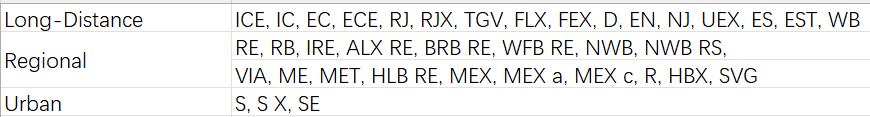 Long-Distance ICE, IC, EC, ECE, RJ, RJX, TGV, FLX, FEX, D, EN, NJ, UEX, ES, EST, WB
Regional RE, RB, IRE, ALX RE, BRB RE, WFB RE, NWB, NWB RS,
VIA, ME, MET, HLB RE, MEX, MEX a, MEX c, R, HBX, SVG
Urban S, S X, SE